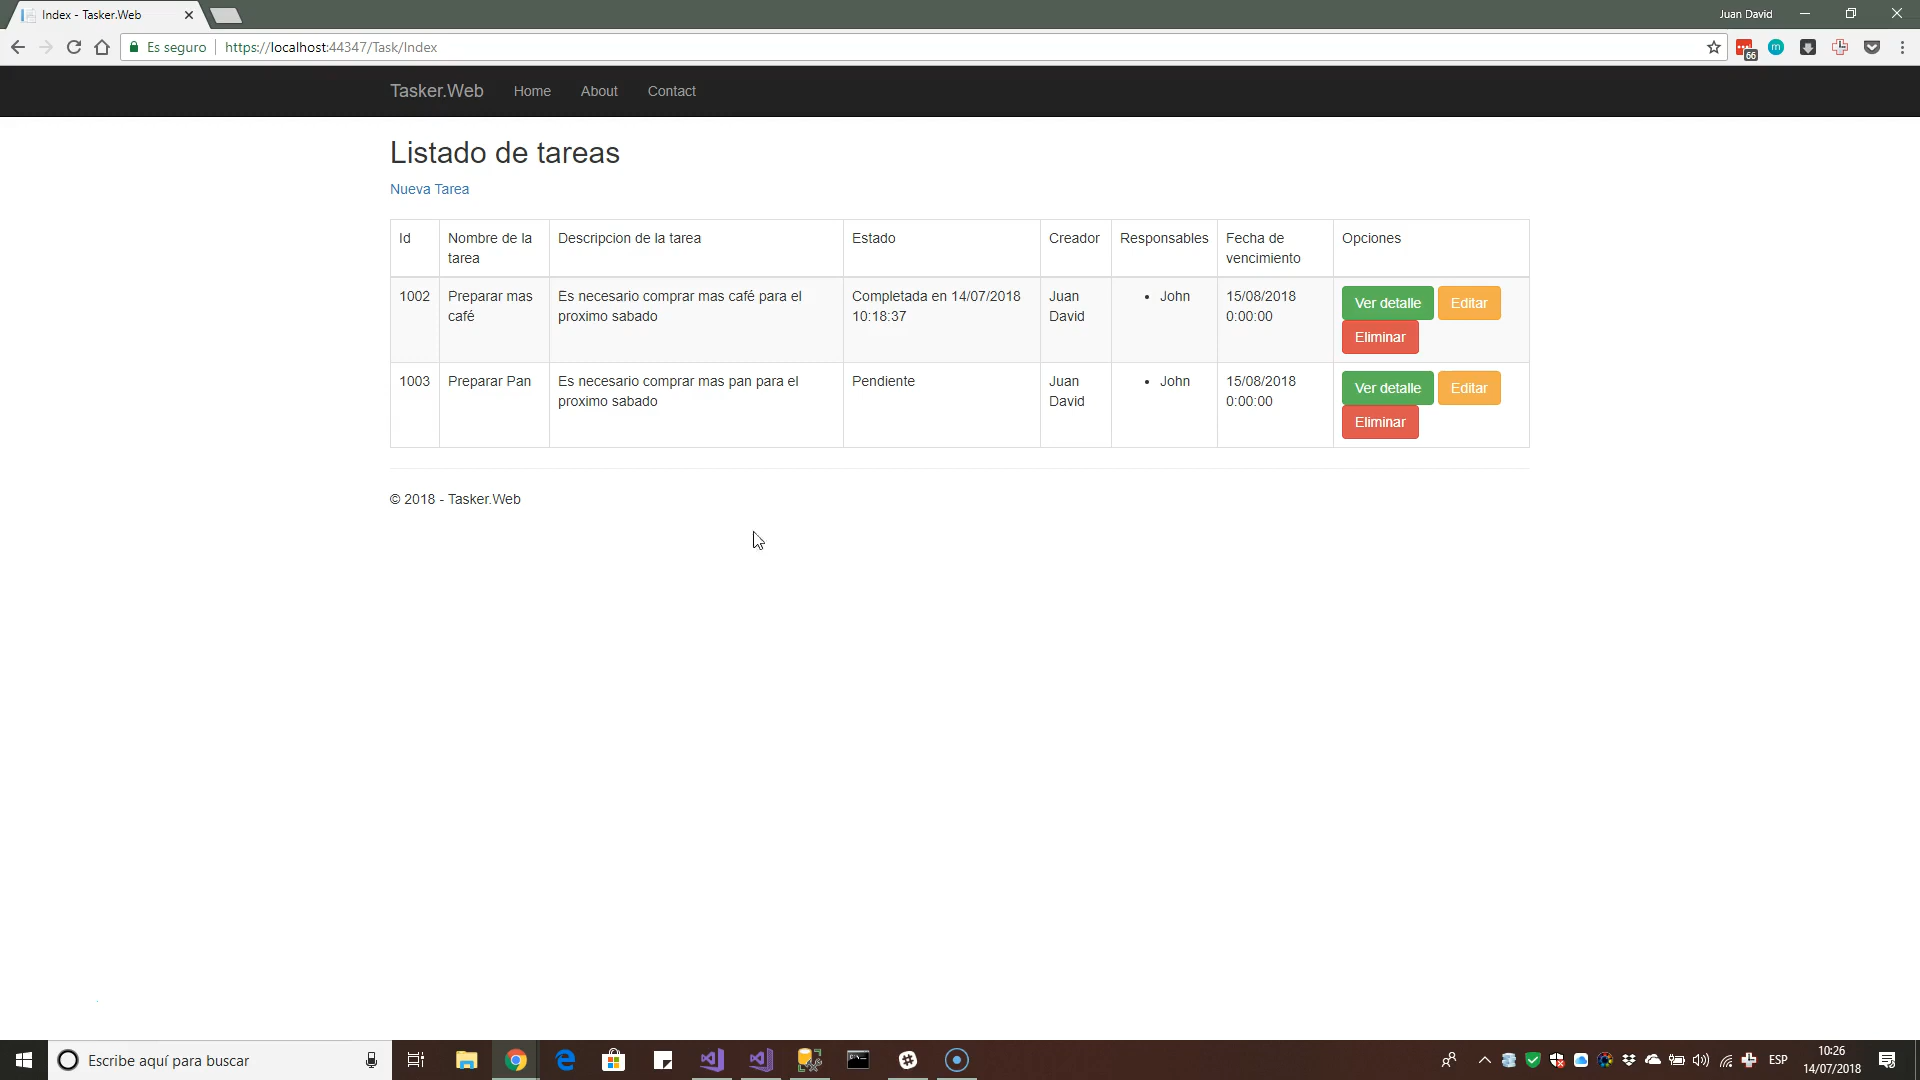 Index - Tasker.Web
Juan David
Es seguro
https://localhost:44347/Task/Index
66
m
Tasker.Web Home About Contact
Listado de tareas
Nueva Tarea
Id
Nombre de la
tarea
Descripcion de la tarea
Estado
Creador
Responsables
Fecha de
vencimiento
Opciones
1002
Preparar mas
café
Es necesario comprar mas café para el
proximo sabado
Completada en 14/07/2018
10:18:37
Juan
David
• John
15/08/2018
0:00:00
Ver detalle
Editar
Eliminar
1003
Preparar Pan
Es necesario comprar mas pan para el
proximo sabado
Pendiente
Juan
David
• John
15/08/2018
0:00:00
Ver detalle
Editar
Eliminar
© 2018 - Tasker.Web
Escribe aquí para buscar
ESP
10:26
14/07/2018